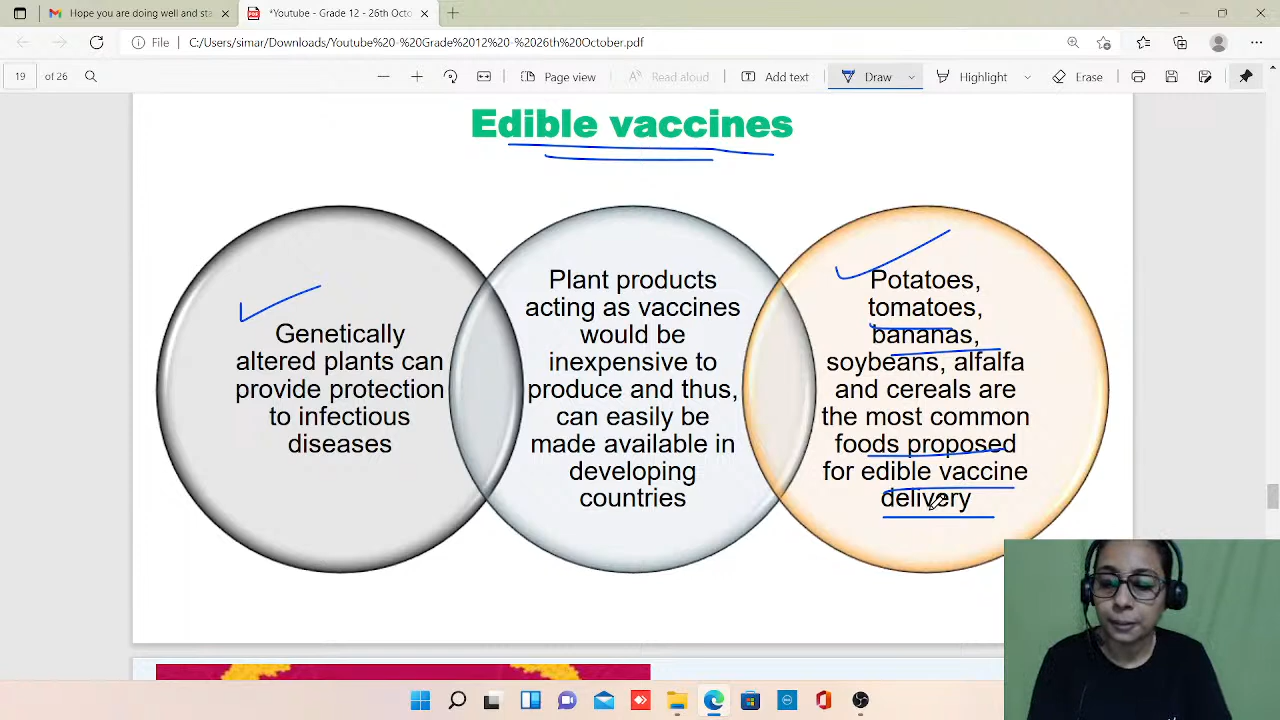 Hope you are doing well and sta
*Youtube - Grade 12 - 26th Octo
File
C:/Users/simar/Downloads/Youtube%20-%20Grade%2012%20-%2026th%20October.pdf
19 of 26
Page view
Read aloud
Add text
Draw
Highlight
Erase
Edible vaccines
Genetically
altered plants can
provide protection
to infectious
diseases
Plant products
acting as vaccines
would be
inexpensive to
produce and thus,
can easily be
made available in
developing
countries
Potatoes,
tomatoes,
bananas,
soybeans, alfalfa
and cereals are
the most common
foods proposed
for edible vaccine
delivery